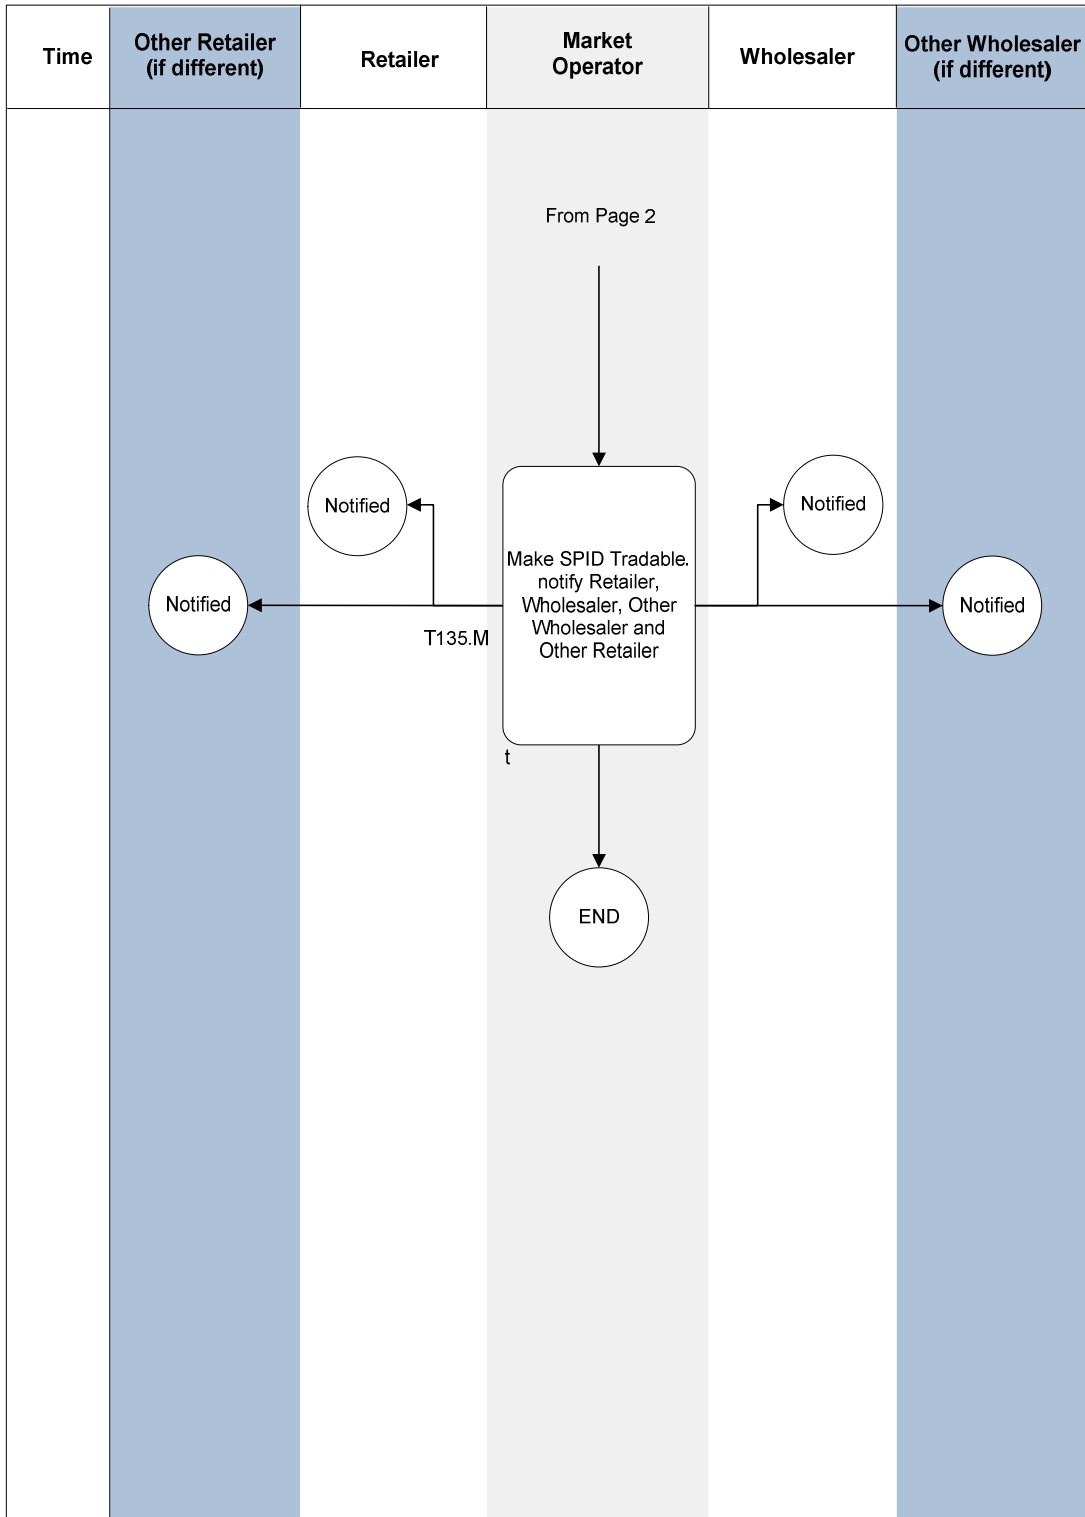 Time
Other Retailer
(if different)
Retailer
Market
Operator
Wholesaler
Other Wholesaler
(if different)
From Page 2
Notified
Notified
Make SPID Tradable.
notify Retailer,
Wholesaler, Other
Wholesaler and
Other Retailer
Notified
Notified
T135.M
t
END